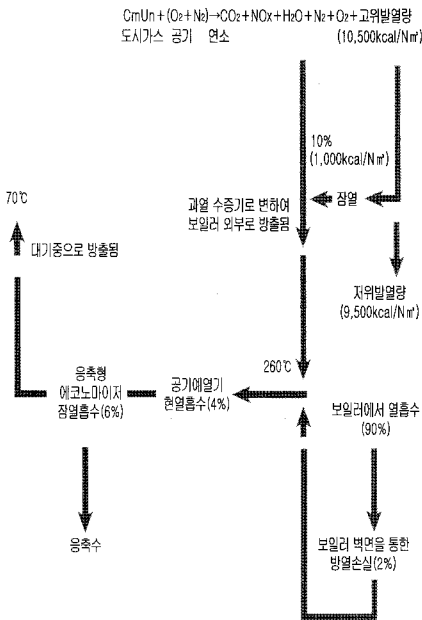 CmUn + (O₂+N₂)→CO₂+NOx+H₂O+N₂+O₂+고위발열량
도시가스 공기 연소 (10,500kcal/N㎥)
10%
(1,000kcal/N㎥)
잠열
과열 수증기로 변하여
보일러 외부로 방출됨
70℃
대기중으로 방출됨
저위발열량
(9,500kcal/N㎥)
260℃
응축형
에코노마이저
잠열흡수(6%)
공기예열기
현열흡수(4%)
보일러에서 열흡수
(90%)
응축수
보일러 벽면을 통한
방열손실(2%)